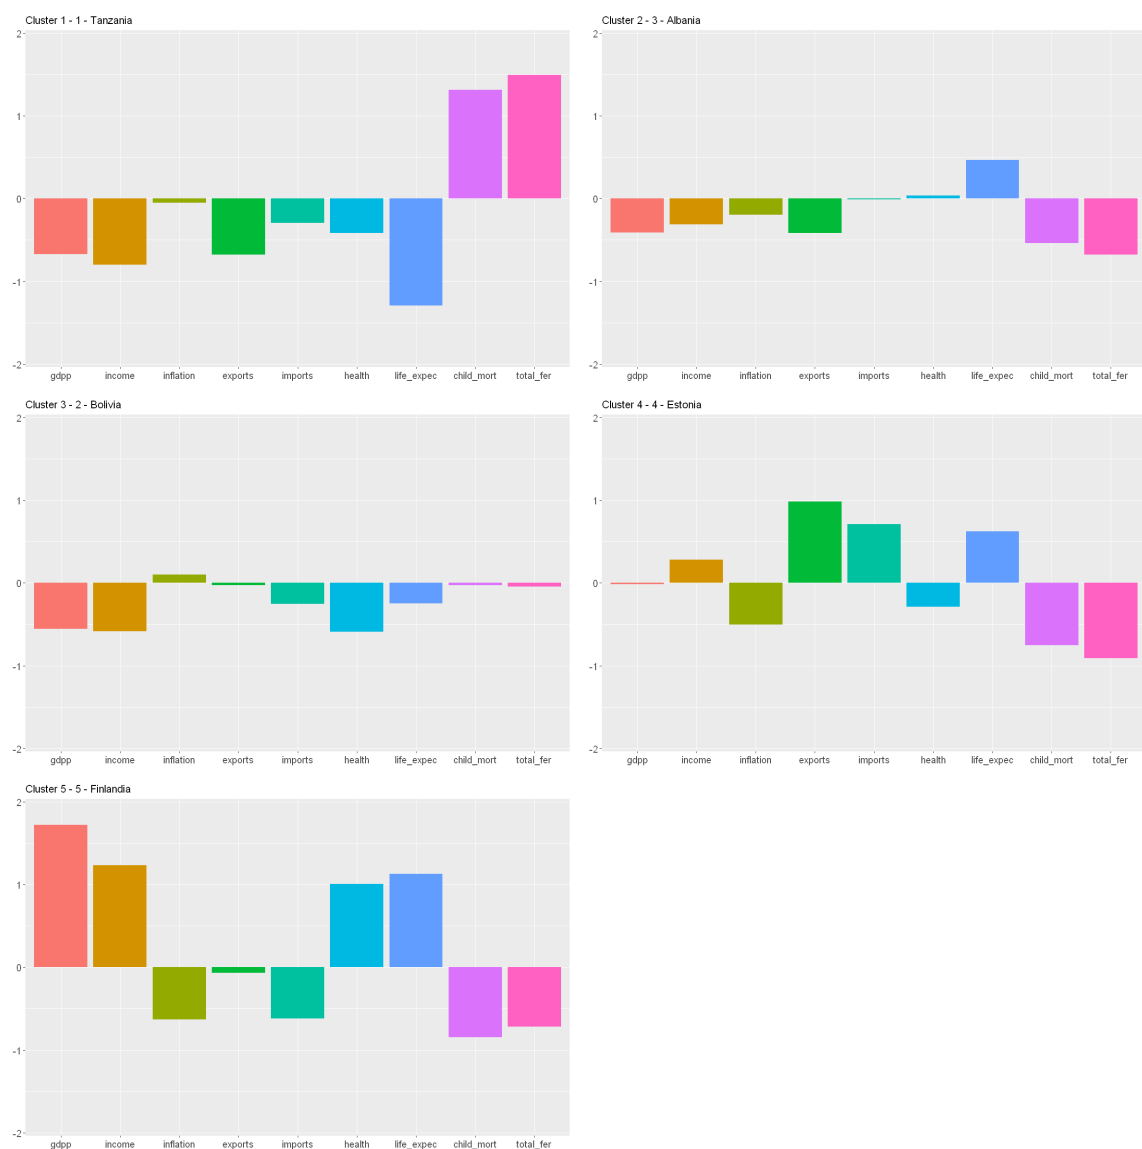 Cluster 1 - 1 - Tanzania
2
1
0
-1
-2
gdpp income inflation exports imports health life_expec child_mort total_fer
Cluster 2 - 3 - Albania
2
1
0
-1
-2
gdpp income inflation exports imports health life_expec child_mort total_fer
Cluster 3 - 2 - Bolivia
2
1
0
-1
-2
gdpp income inflation exports imports health life_expec child_mort total_fer
Cluster 4 - 4 - Estonia
2
1
0
-1
-2
gdpp income inflation exports imports health life_expec child_mort total_fer
Cluster 5 - 5 - Finlandia
2
1
0
-1
-2
gdpp income inflation exports imports health life_expec child_mort total_fer